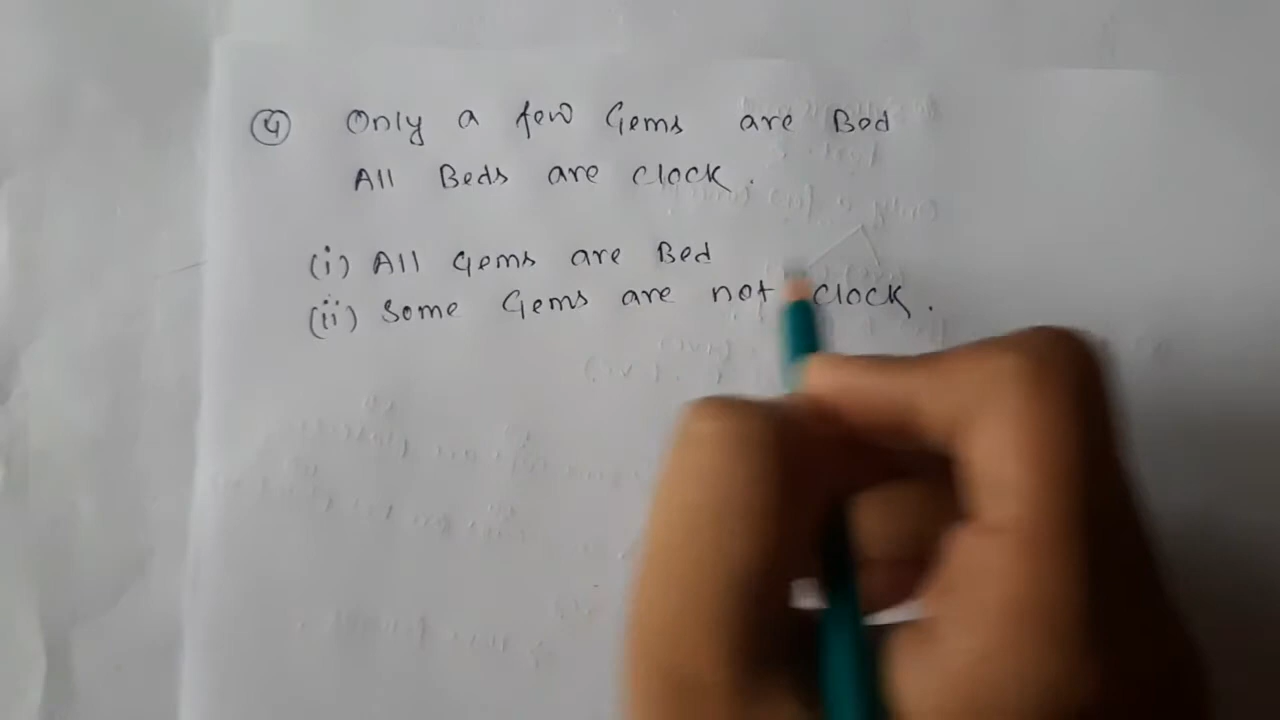 ④ Only a few Gems are Bed
All Beds are clock.
(i) All Gems are Bed
(ii) Some Gems are not clock.